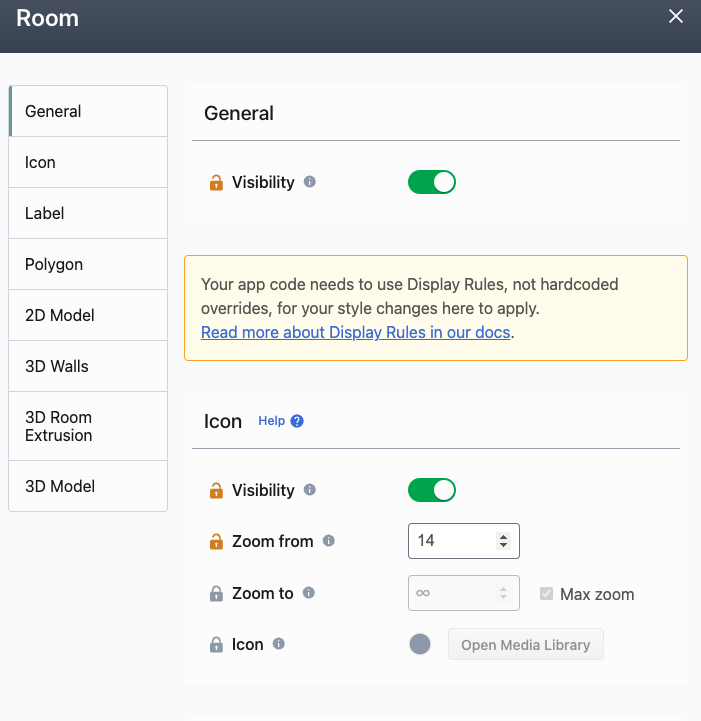 Room
General
Icon
Label
Polygon
2D Model
3D Walls
3D Room
Extrusion
3D Model
General
Visibility
Your app code needs to use Display Rules, not hardcoded
overrides, for your style changes here to apply.
Read more about Display Rules in our docs.
Icon Help ?
Visibility
Zoom from 14
Zoom to ∞ Max zoom
Icon Open Media Library